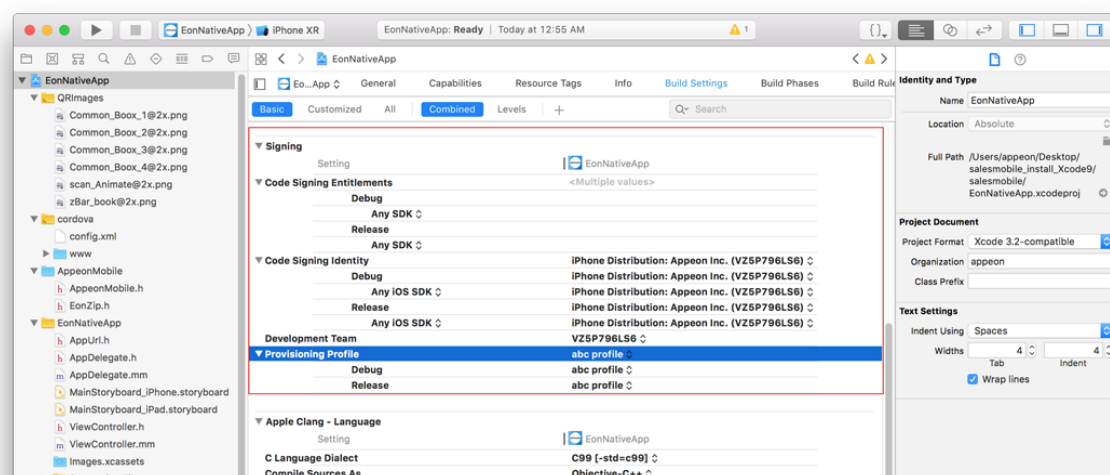 EonNativeApp
iPhone XR
EonNativeApp: Ready | Today at 12:55 AM
1
{}
EonNativeApp
QRImages
Common_Boox_1@2x.png
Common_Boox_2@2x.png
Common_Boox_3@2x.png
Common_Boox_4@2x.png
scan_Animate@2x.png
zBar_book@2x.png
cordova
config.xml
www
AppeonMobile
h AppeonMobile.h
h EonZip.h
EonNativeApp
h AppUrl.h
h AppDelegate.h
m AppDelegate.mm
MainStoryboard_iPhone.storyboard
MainStoryboard_iPad.storyboard
h ViewController.h
m ViewController.mm
Images.xcassets
EonNativeApp
Eo...App General Capabilities Resource Tags Info Build Settings Build Phases Build Rule
Basic Customized All Combined Levels + Search
Signing
Setting EonNativeApp
Code Signing Entitlements <Multiple values>
Debug
Any SDK
Release
Any SDK
Code Signing Identity iPhone Distribution: Appeon Inc. (VZ5P796LS6)
Debug iPhone Distribution: Appeon Inc. (VZ5P796LS6)
Any iOS SDK iPhone Distribution: Appeon Inc. (VZ5P796LS6)
Release iPhone Distribution: Appeon Inc. (VZ5P796LS6)
Any iOS SDK iPhone Distribution: Appeon Inc. (VZ5P796LS6)
Development Team VZ5P796LS6
Provisioning Profile abc profile
Debug abc profile
Release abc profile
Apple Clang - Language
Setting EonNativeApp
C Language Dialect C99 [-std=c99]
Compile Sources As Objective-C++
Identity and Type
Name EonNativeApp
Location Absolute
Full Path /Users/appeon/Desktop/
salesmobile_install_Xcode9/
salesmobile/
EonNativeApp.xcodeproj
Project Document
Project Format Xcode 3.2-compatible
Organization appeon
Class Prefix
Text Settings
Indent Using Spaces
Widths 4 4
Tab Indent
Wrap lines